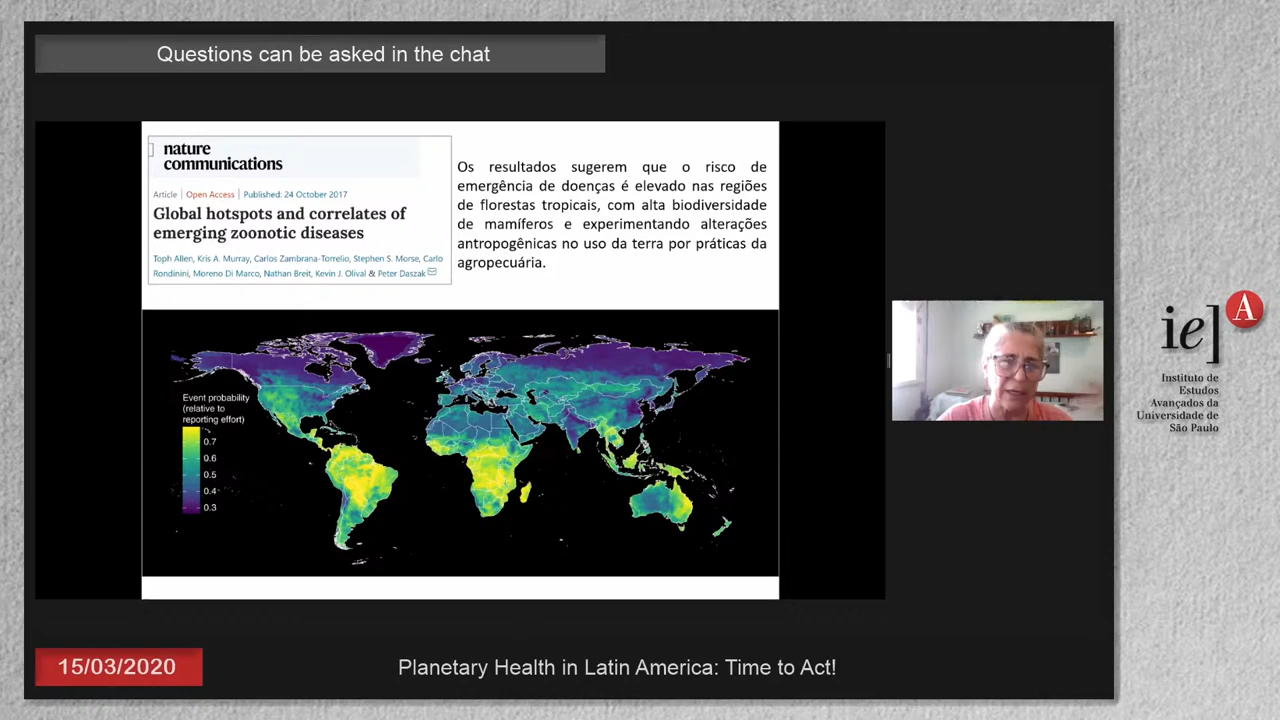 Questions can be asked in the chat
nature
communications
Article | Open Access | Published: 24 October 2017
Global hotspots and correlates of
emerging zoonotic diseases
Toph Allen, Kris A. Murray, Carlos Zambrana-Torrelio, Stephen S. Morse, Carlo
Rondinini, Moreno Di Marco, Nathan Breit, Kevin J. Olival & Peter Daszak
Os resultados sugerem que o risco de
emergência de doenças é elevado nas regiões
de florestas tropicais, com alta biodiversidade
de mamíferos e experimentando alterações
antropogênicas no uso da terra por práticas da
agropecuária.
Event probability
(relative to
reporting effort)
0.7
0.6
0.5
0.4
0.3
ie]A
Instituto de
Estudos
Avançados da
Universidade de
São Paulo
15/03/2020
Planetary Health in Latin America: Time to Act!